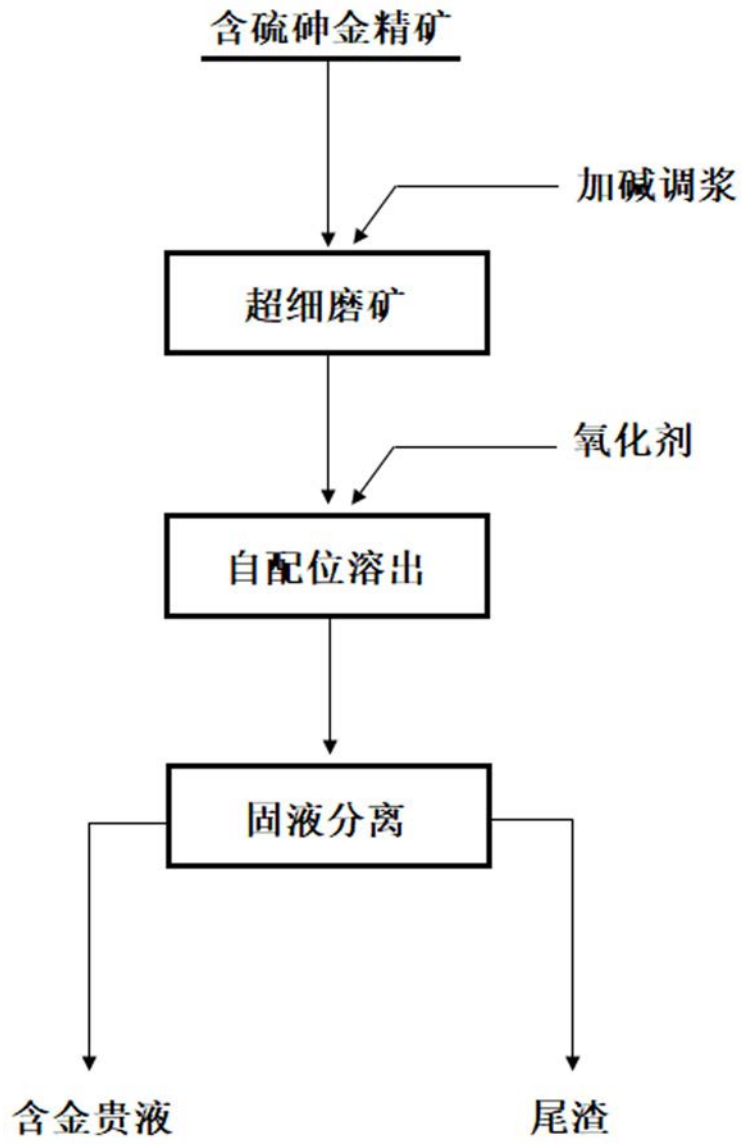 含硫砷金精矿
加碱调浆
超细磨矿
氧化剂
自配位溶出
固液分离
含金贵液
尾渣